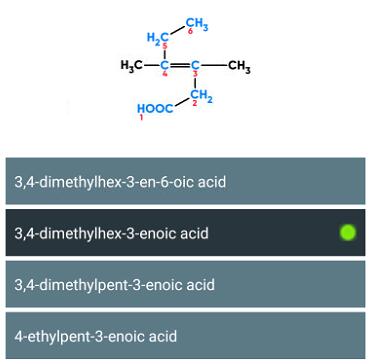 CH₃
6
H₂C
5
H₃C—C=C—CH₃
4 3
CH₂
2
HOOC
1
3,4-dimethylhex-3-en-6-oic acid
3,4-dimethylhex-3-enoic acid
3,4-dimethylpent-3-enoic acid
4-ethylpent-3-enoic acid